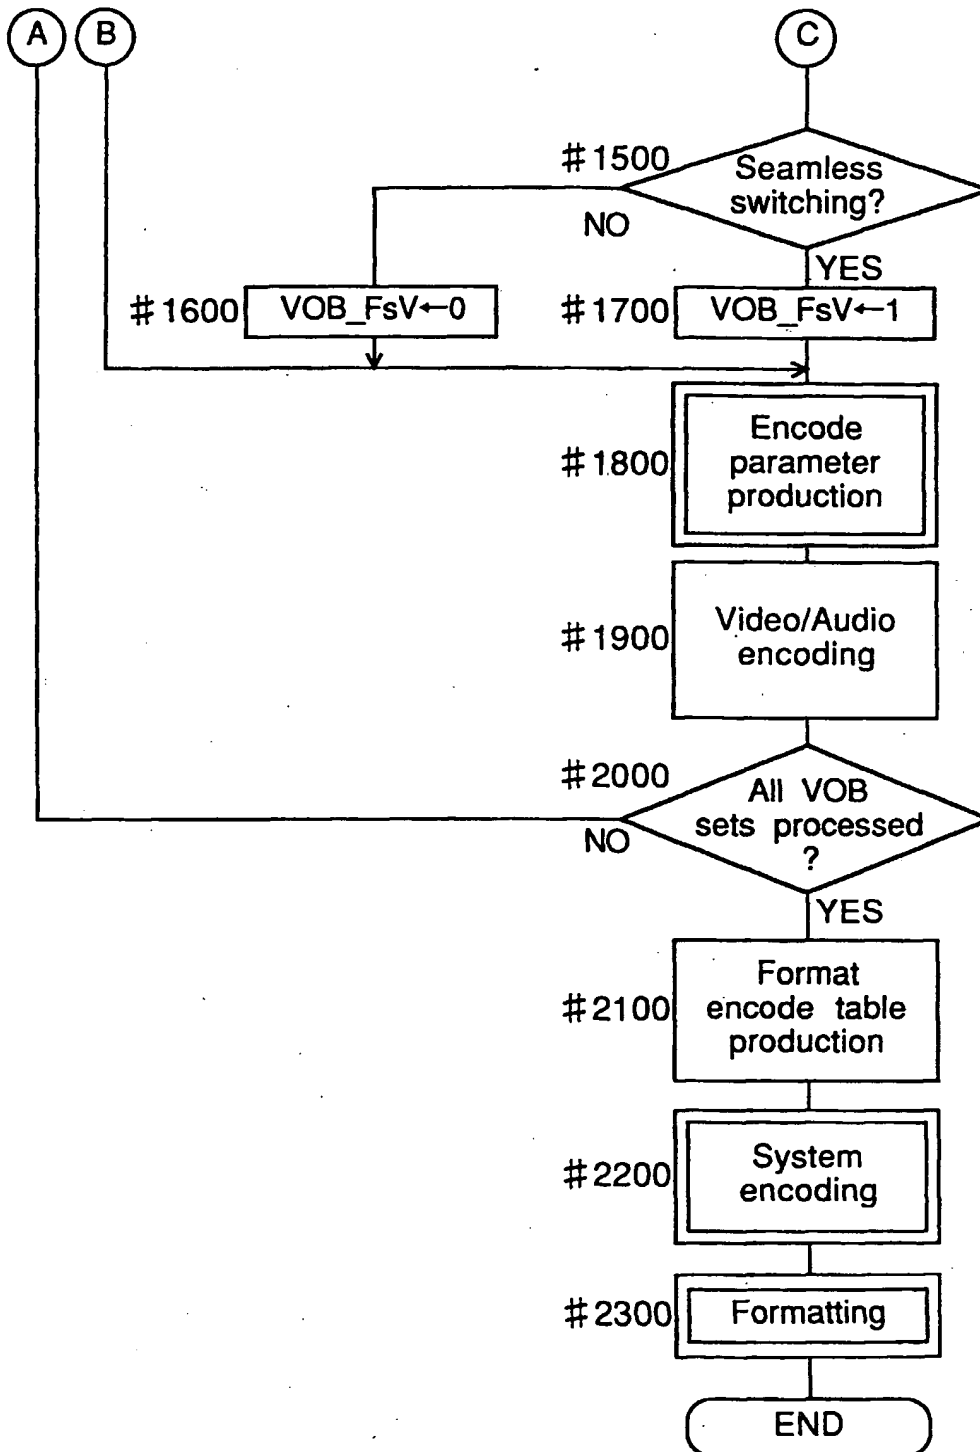 A B C
#1500 Seamless
switching?
NO
YES
#1600 VOB_FsV←0 #1700 VOB_FsV←1
Encode
#1800 parameter
production
#1900 Video/Audio
encoding
#2000 All VOB
sets processed
NO ?
YES
Format
#2100 encode table
production
#2200 System
encoding
#2300 Formatting
END